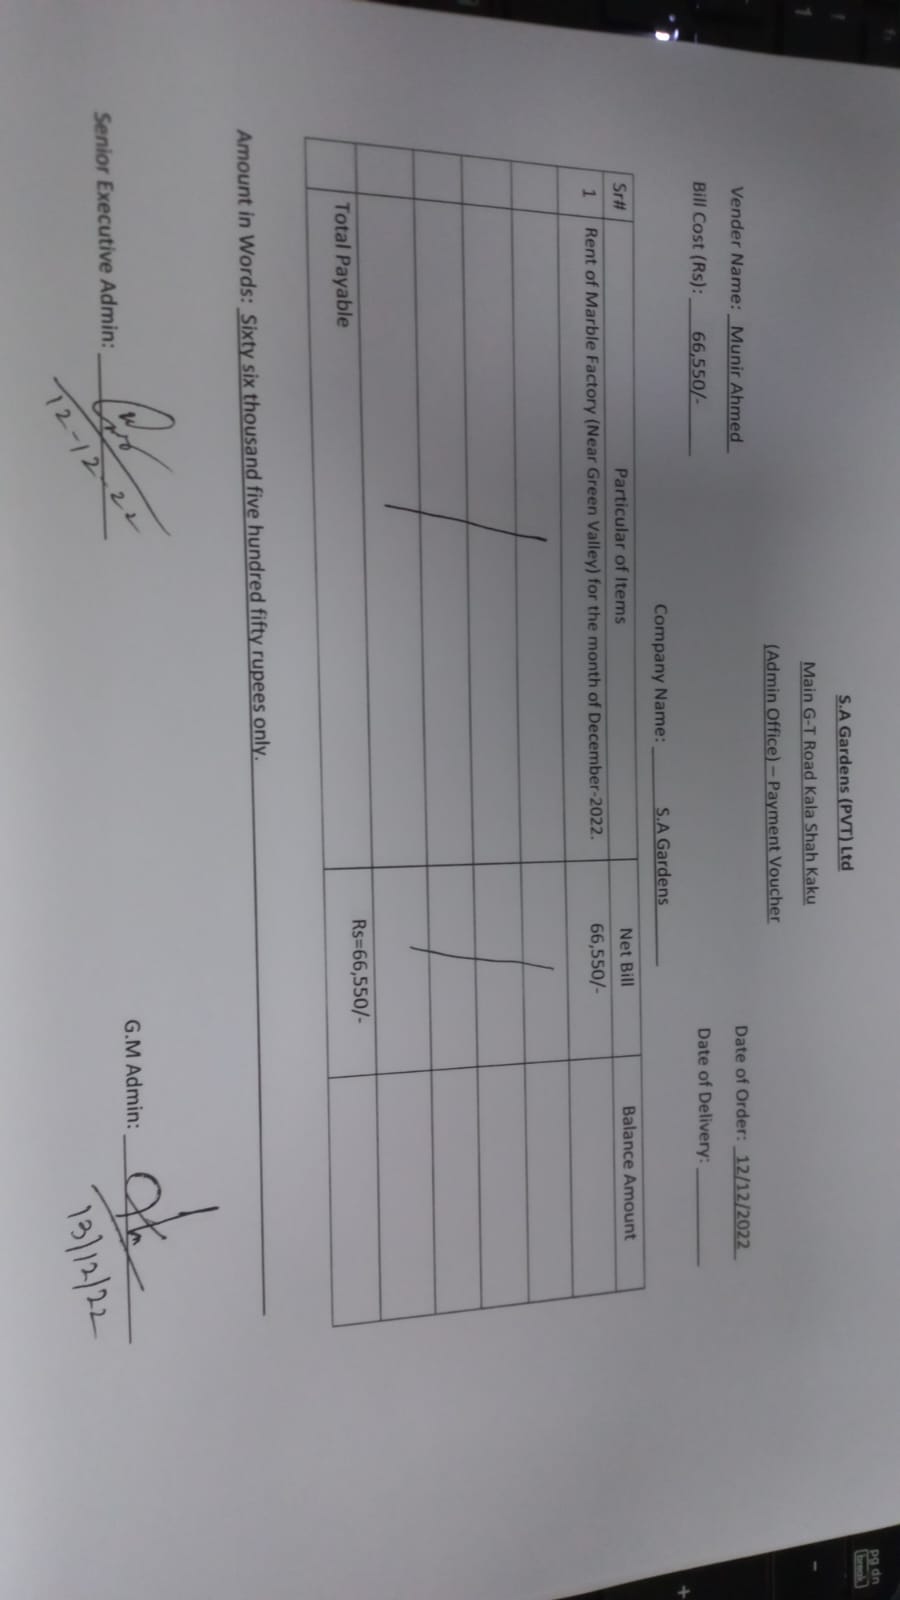 S.A Gardens (PVT) Ltd
Main G-T Road Kala Shah Kaku
(Admin Office) – Payment Voucher
Vender Name: Munir Ahmed Date of Order: 12/12/2022
Bill Cost (Rs): 66,550/- Date of Delivery:
Company Name: S.A Gardens
Sr# Particular of Items Net Bill Balance Amount
1 Rent of Marble Factory (Near Green Valley) for the month of December-2022. 66,550/-
Total Payable Rs=66,550/-
Amount in Words: Sixty six thousand five hundred fifty rupees only.
Senior Executive Admin: G.M Admin:
12-12-22 13/12/22
pg dn
break